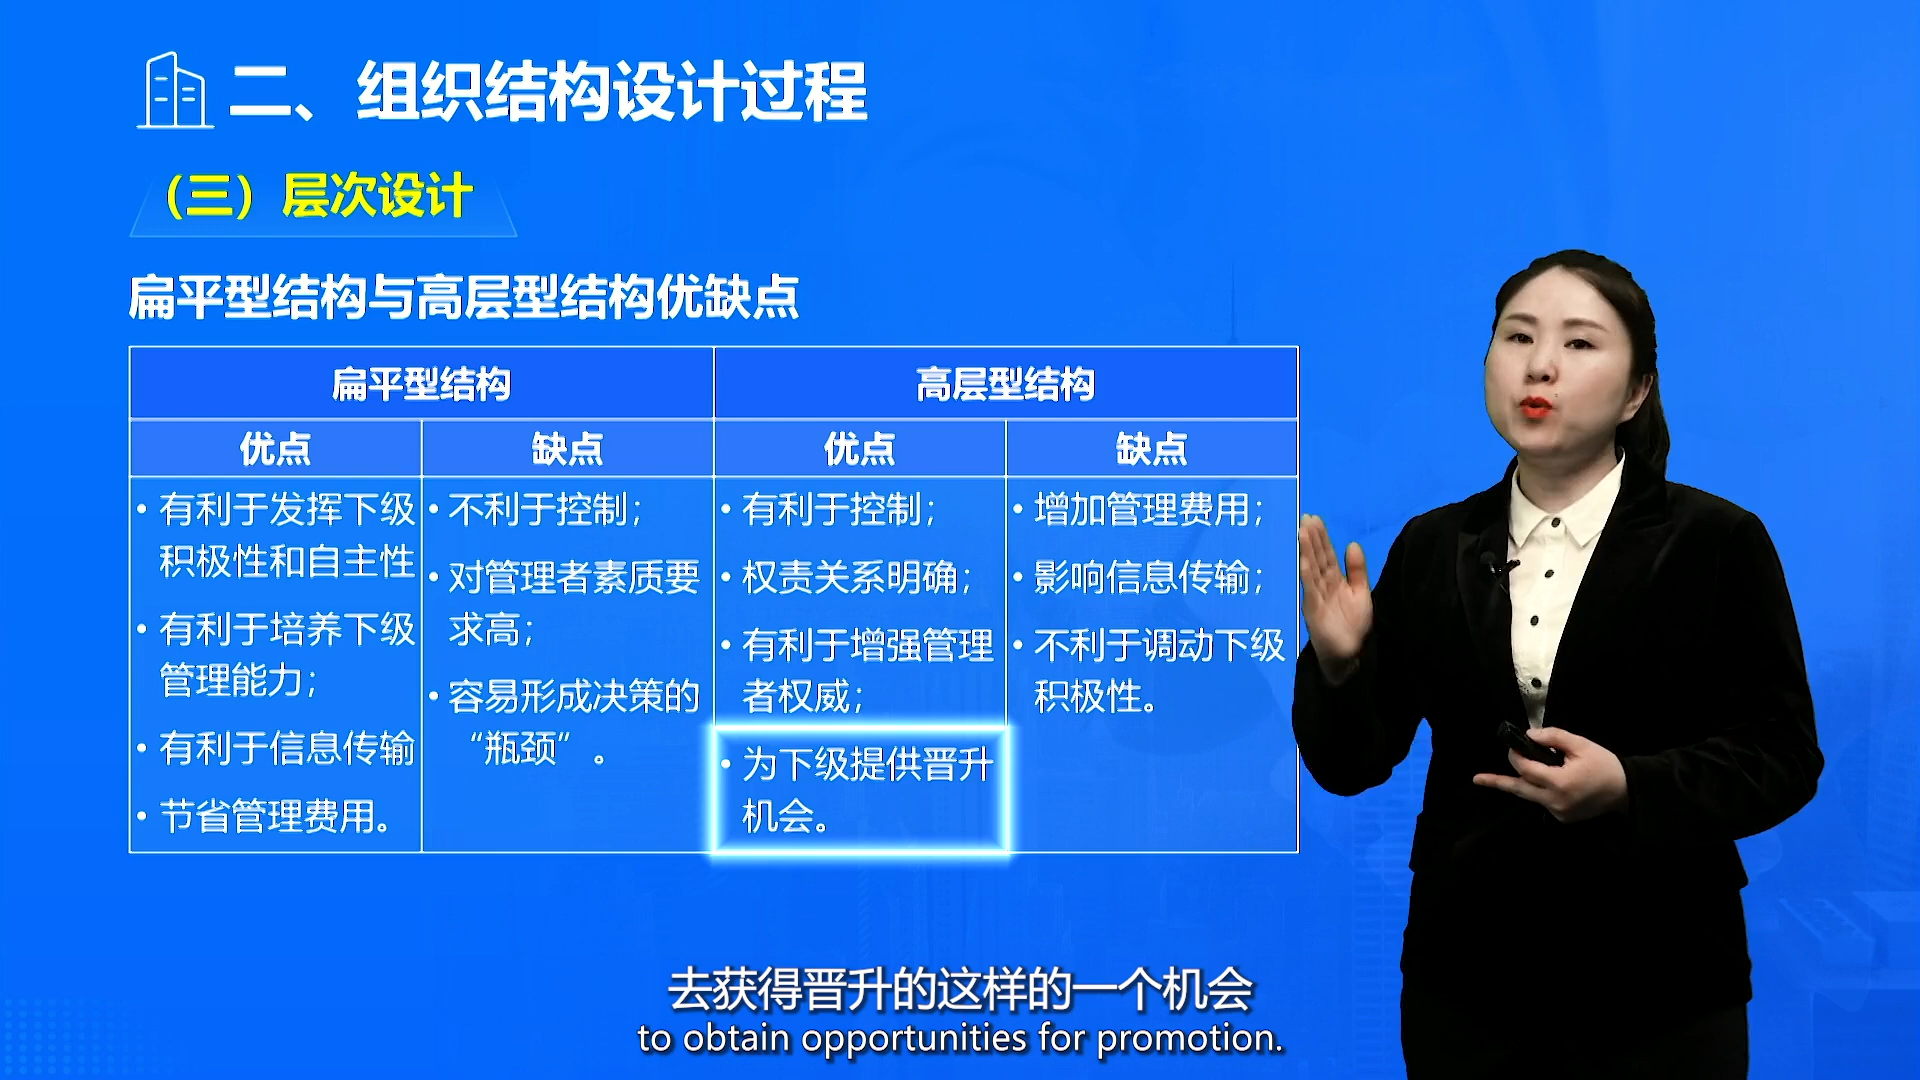 二、组织结构设计过程
（三）层次设计
扁平型结构与高层型结构优缺点
扁平型结构
高层型结构
优点
缺点
优点
缺点
• 有利于发挥下级
积极性和自主性
• 有利于培养下级
管理能力；
• 有利于信息传输
• 节省管理费用。
• 不利于控制；
• 对管理者素质要
求高；
• 容易形成决策的
“瓶颈”。
• 有利于控制；
• 权责关系明确；
• 有利于增强管理
者权威；
• 为下级提供晋升
机会。
• 增加管理费用；
• 影响信息传输；
• 不利于调动下级
积极性。
去获得晋升的这样的一个机会
to obtain opportunities for promotion.